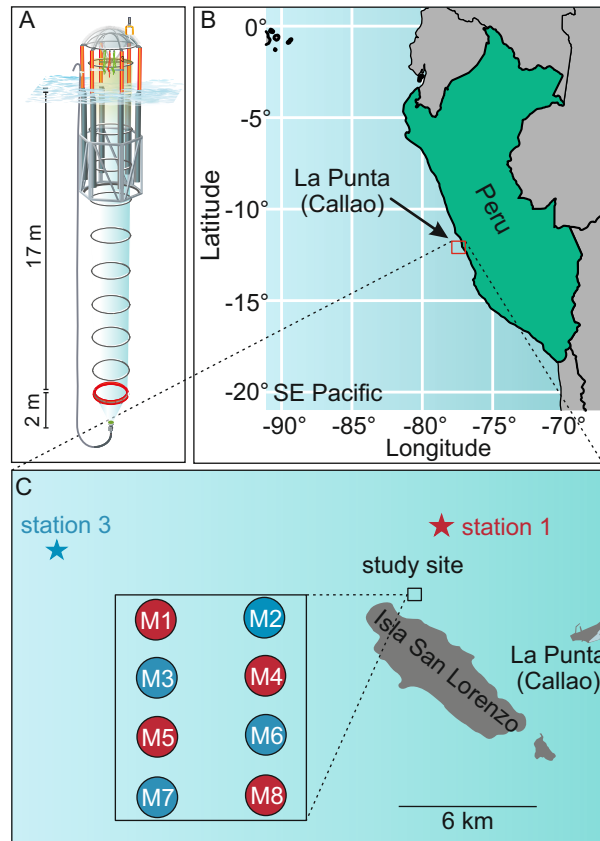 A
17 m
2 m
B
0°
-5°
-10°
-15°
-20°
Latitude
La Punta
(Callao)
Peru
SE Pacific
-90°
-85°
-80°
-75°
-70°
Longitude
C
station 3
station 1
study site
M1
M2
M3
M4
M5
M6
M7
M8
Isla San Lorenzo
La Punta
(Callao)
6 km